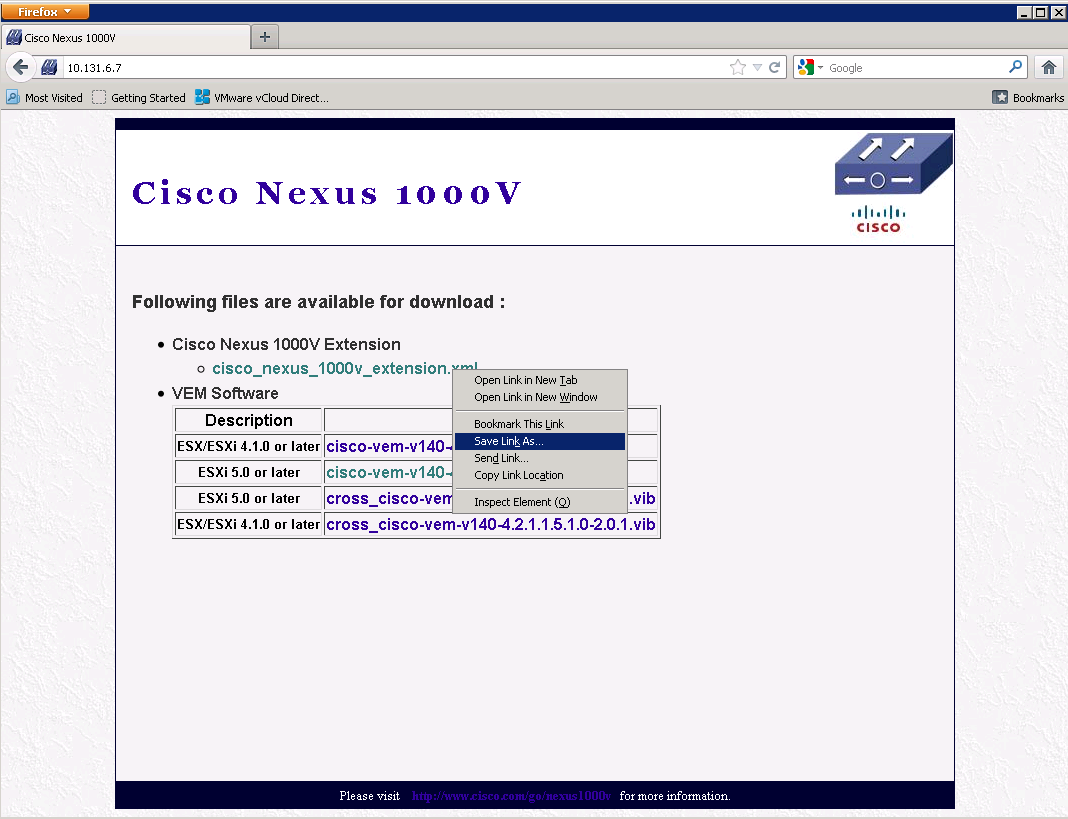 Firefox
Cisco Nexus 1000V
10.131.6.7
Google
Most Visited
Getting Started
VMware vCloud Direct...
Bookmarks
Cisco Nexus 1000V
CISCO
Following files are available for download :
Cisco Nexus 1000V Extension
cisco_nexus_1000v_extension.xml
VEM Software
Description
ESX/ESXi 4.1.0 or later cisco-vem-v140-
ESXi 5.0 or later cisco-vem-v140-
ESXi 5.0 or later cross_cisco-vem .vib
ESX/ESXi 4.1.0 or later cross_cisco-vem-v140-4.2.1.1.5.1.0-2.0.1.vib
Open Link in New Tab
Open Link in New Window
Bookmark This Link
Save Link As...
Send Link...
Copy Link Location
Inspect Element (Q)
Please visit http://www.cisco.com/go/nexus1000v for more information.